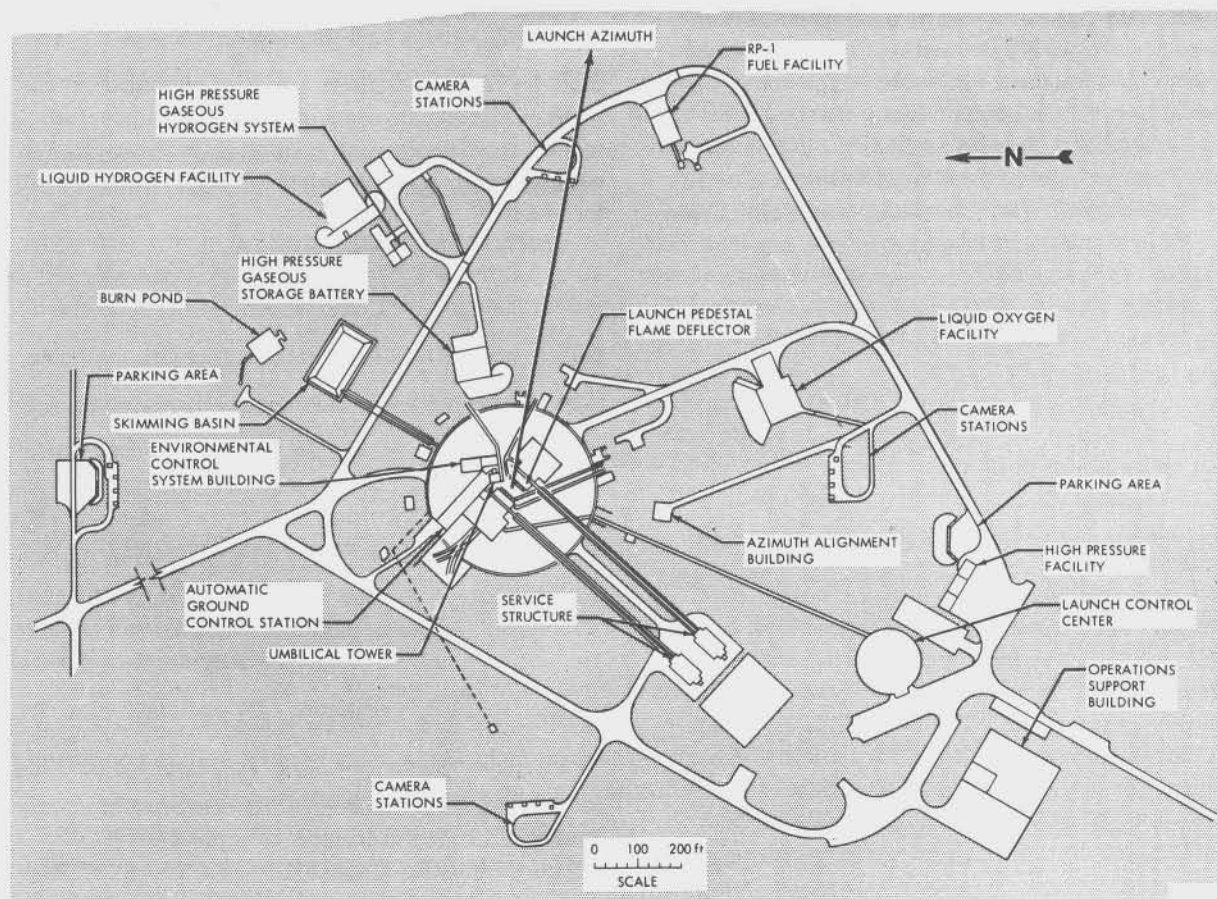 LAUNCH AZIMUTH
RP-1
FUEL FACILITY
CAMERA
STATIONS
HIGH PRESSURE
GASEOUS
HYDROGEN SYSTEM
N
LIQUID HYDROGEN FACILITY
HIGH PRESSURE
GASEOUS
STORAGE BATTERY
BURN POND
LAUNCH PEDESTAL
FLAME DEFLECTOR
LIQUID OXYGEN
FACILITY
PARKING AREA
SKIMMING BASIN
CAMERA
STATIONS
ENVIRONMENTAL
CONTROL
SYSTEM BUILDING
PARKING AREA
AZIMUTH ALIGNMENT
BUILDING
HIGH PRESSURE
FACILITY
AUTOMATIC
GROUND
CONTROL STATION
SERVICE
STRUCTURE
LAUNCH CONTROL
CENTER
UMBILICAL TOWER
OPERATIONS
SUPPORT
BUILDING
CAMERA
STATIONS
0 100 200 ft
SCALE